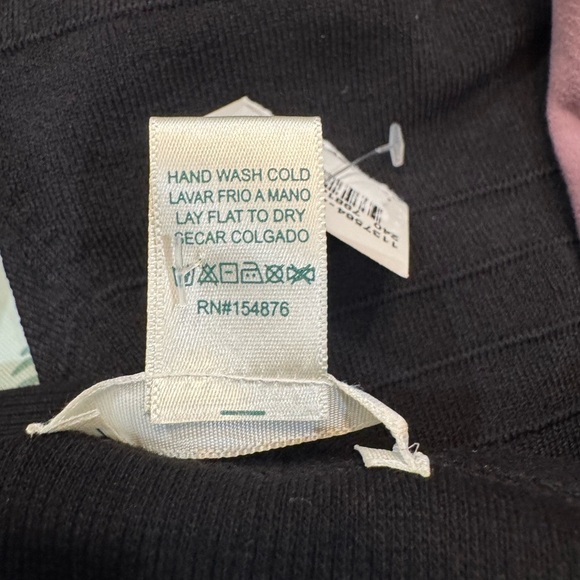 HAND WASH COLD
LAVAR FRIO A MANO
LAY FLAT TO DRY
SECAR COLGADO
RN#154876